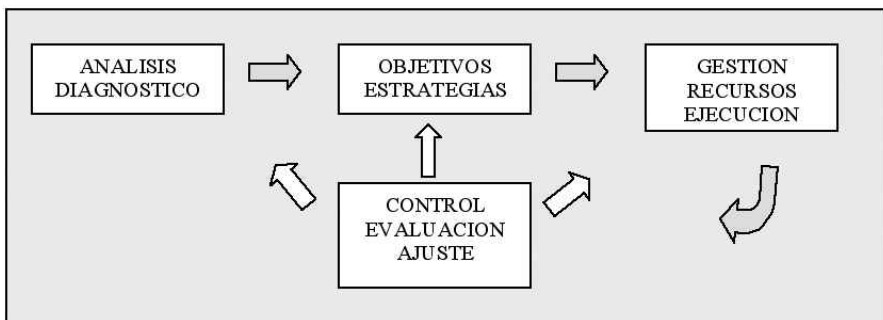 ANALISIS
DIAGNOSTICO
OBJETIVOS
ESTRATEGIAS
GESTION
RECURSOS
EJECUCION
CONTROL
EVALUACION
AJUSTE